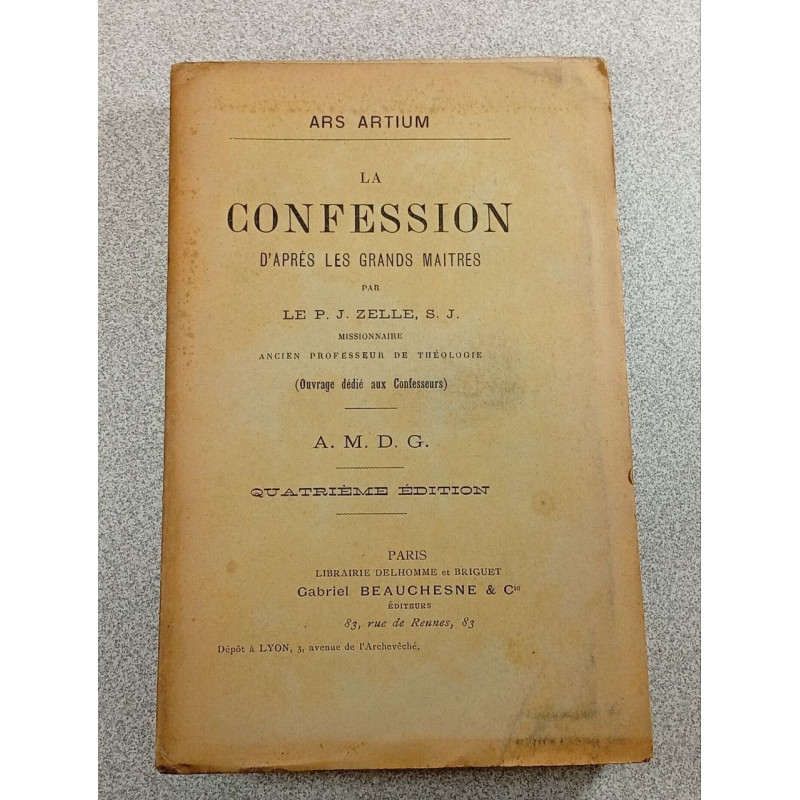 ARS ARTIUM
LA
CONFESSION
D'APRÈS LES GRANDS MAITRES
PAR
LE P. J. ZELLE, S. J.
MISSIONNAIRE
ANCIEN PROFESSEUR DE THÉOLOGIE
(Ouvrage dédié aux Confesseurs)
A. M. D. G.
QUATRIÈME ÉDITION
PARIS
LIBRAIRIE DELHOMME et BRIGUET
Gabriel BEAUCHESNE & Cie
ÉDITEURS
83, rue de Rennes, 83
Dépôt à LYON, 3, avenue de l'Archevêché,